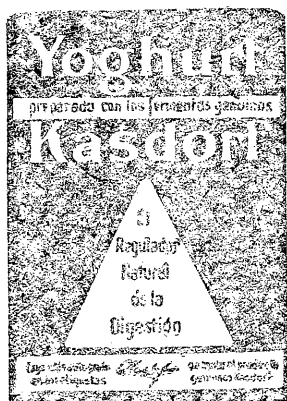 Yoghurt
preparado con los fermentos genuinos
Kasdorf
El
Regulador
Natural
de la
Digestión